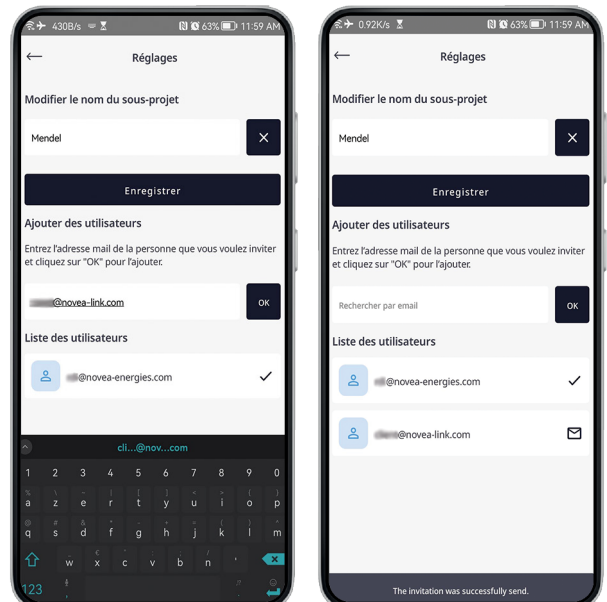 430B/s 63% 11:59 AM
Réglages
Modifier le nom du sous-projet
Mendel
Enregistrer
Ajouter des utilisateurs
Entrez l'adresse mail de la personne que vous voulez inviter
et cliquez sur "OK" pour l'ajouter.
@novea-link.com OK
Liste des utilisateurs
@novea-energies.com
cli...@nov...com
1 2 3 4 5 6 7 8 9 0
a z e r t y u i o p
q s d f g h j k l m
w x c v b n '
123 ,
0.92K/s 63% 11:59 AM
Réglages
Modifier le nom du sous-projet
Mendel
Enregistrer
Ajouter des utilisateurs
Entrez l'adresse mail de la personne que vous voulez inviter
et cliquez sur "OK" pour l'ajouter.
Rechercher par email OK
Liste des utilisateurs
@novea-energies.com
@novea-link.com
The invitation was successfully send.